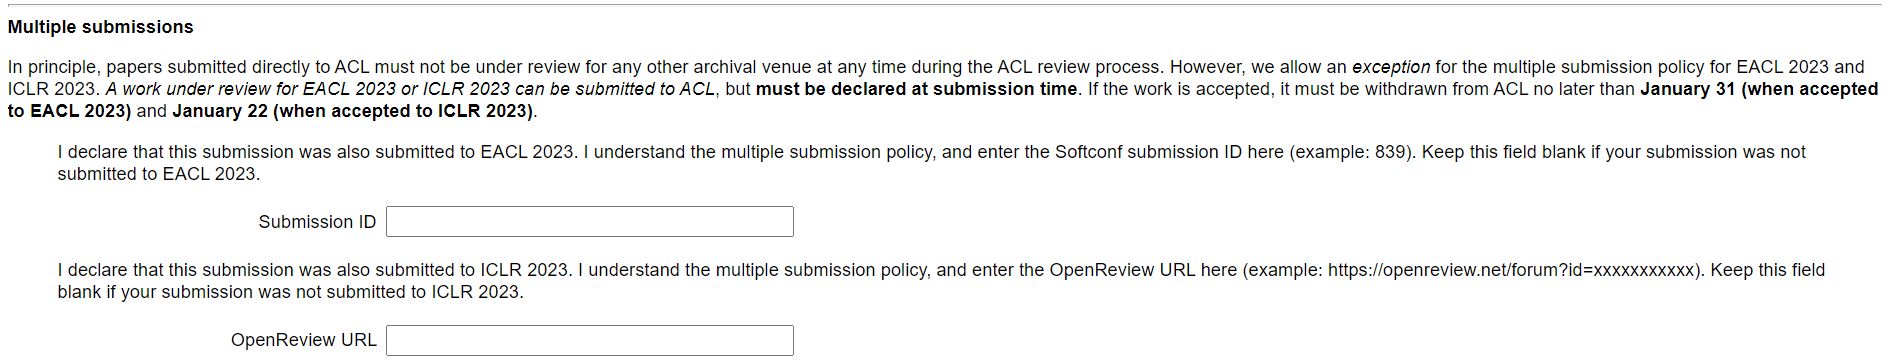 Multiple submissions
In principle, papers submitted directly to ACL must not be under review for any other archival venue at any time during the ACL review process. However, we allow an exception for the multiple submission policy for EACL 2023 and
ICLR 2023. A work under review for EACL 2023 or ICLR 2023 can be submitted to ACL, but must be declared at submission time. If the work is accepted, it must be withdrawn from ACL no later than January 31 (when accepted
to EACL 2023) and January 22 (when accepted to ICLR 2023).
I declare that this submission was also submitted to EACL 2023. I understand the multiple submission policy, and enter the Softconf submission ID here (example: 839). Keep this field blank if your submission was not
submitted to EACL 2023.
Submission ID
I declare that this submission was also submitted to ICLR 2023. I understand the multiple submission policy, and enter the OpenReview URL here (example: https://openreview.net/forum?id=xxxxxxxxxxx). Keep this field
blank if your submission was not submitted to ICLR 2023.
OpenReview URL